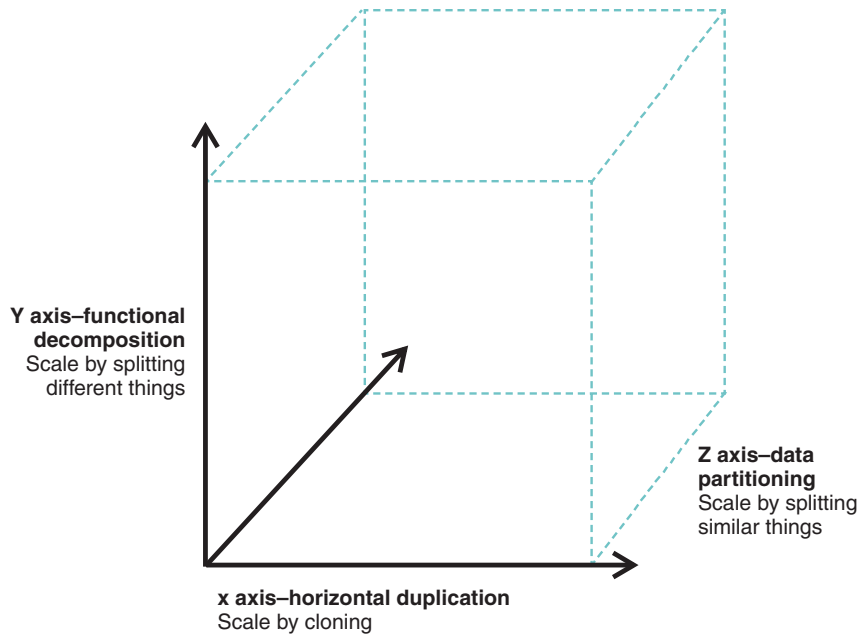 Y axis–functional
decomposition
Scale by splitting
different things
Z axis–data
partitioning
Scale by splitting
similar things
x axis–horizontal duplication
Scale by cloning